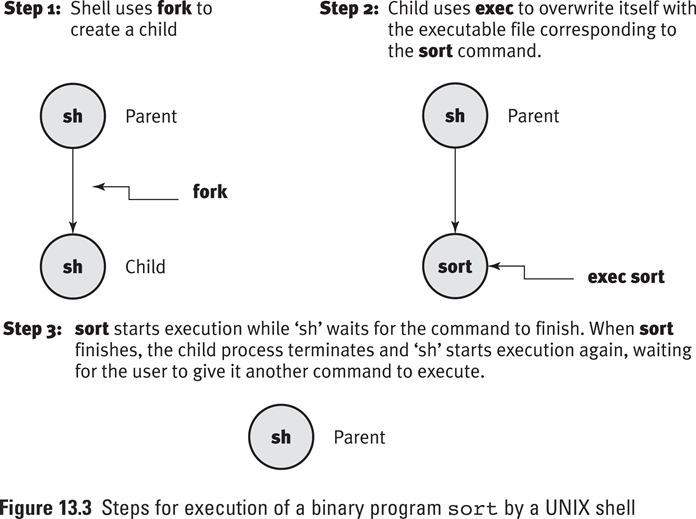 Step 1: Shell uses fork to
create a child
sh
Parent
fork
sh
Child
Step 2: Child uses exec to overwrite itself with
the executable file corresponding to
the sort command.
sh
Parent
sort
exec sort
Step 3: sort starts execution while ‘sh’ waits for the command to finish. When sort
finishes, the child process terminates and ‘sh’ starts execution again, waiting
for the user to give it another command to execute.
sh
Parent
Figure 13.3 Steps for execution of a binary program sort by a UNIX shell